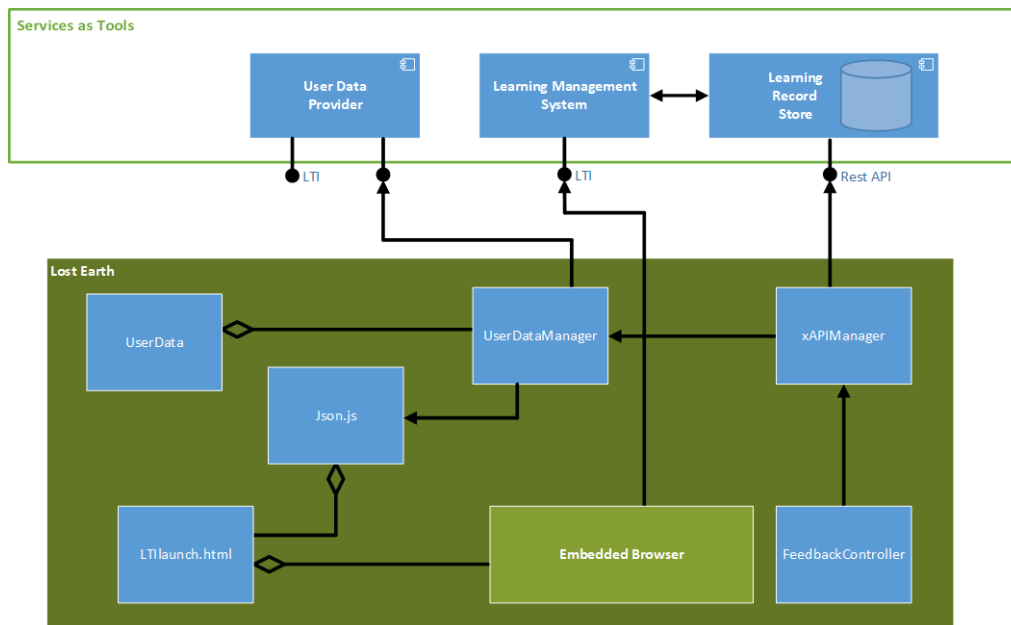 Services as Tools
User Data
Provider
Learning Management
System
Learning
Record
Store
LTI
LTI
Rest API
Lost Earth
UserData
UserDataManager
xAPIManager
Json.js
LTIlaunch.html
Embedded Browser
FeedbackController